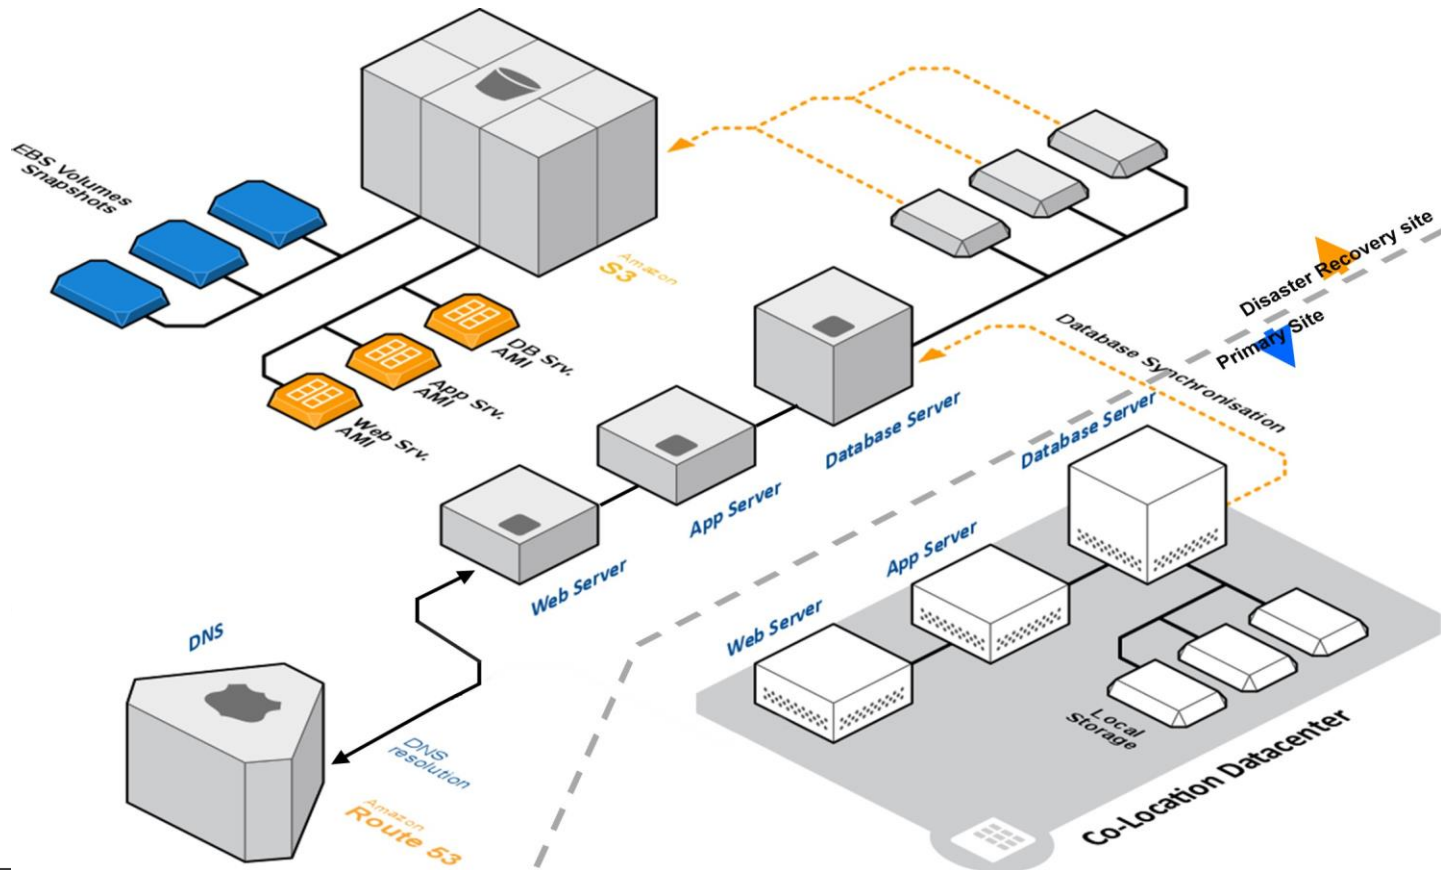 EBS Volumes
Snapshots
Amazon
S3
DB Srv.
AMI
App Srv.
AMI
Web Srv.
AMI
Disaster Recovery site
Primary Site
Database Synchronisation
Database Server
App Server
Web Server
Database Server
App Server
Web Server
DNS
DNS
resolution
Amazon
Route 53
Local
Storage
Co-Location Datacenter